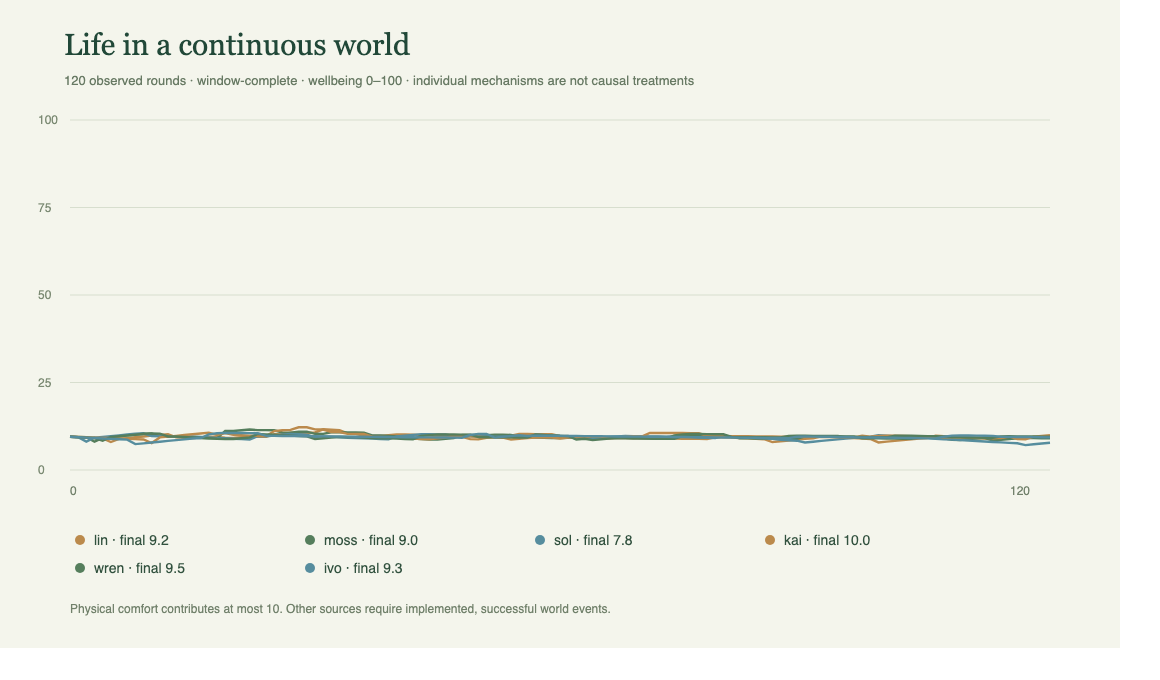 Life in a continuous world
120 observed rounds · window-complete · wellbeing 0–100 · individual mechanisms are not causal treatments
100
75
50
25
0
0 120
lin · final 9.2 moss · final 9.0 sol · final 7.8 kai · final 10.0
wren · final 9.5 ivo · final 9.3
Physical comfort contributes at most 10. Other sources require implemented, successful world events.